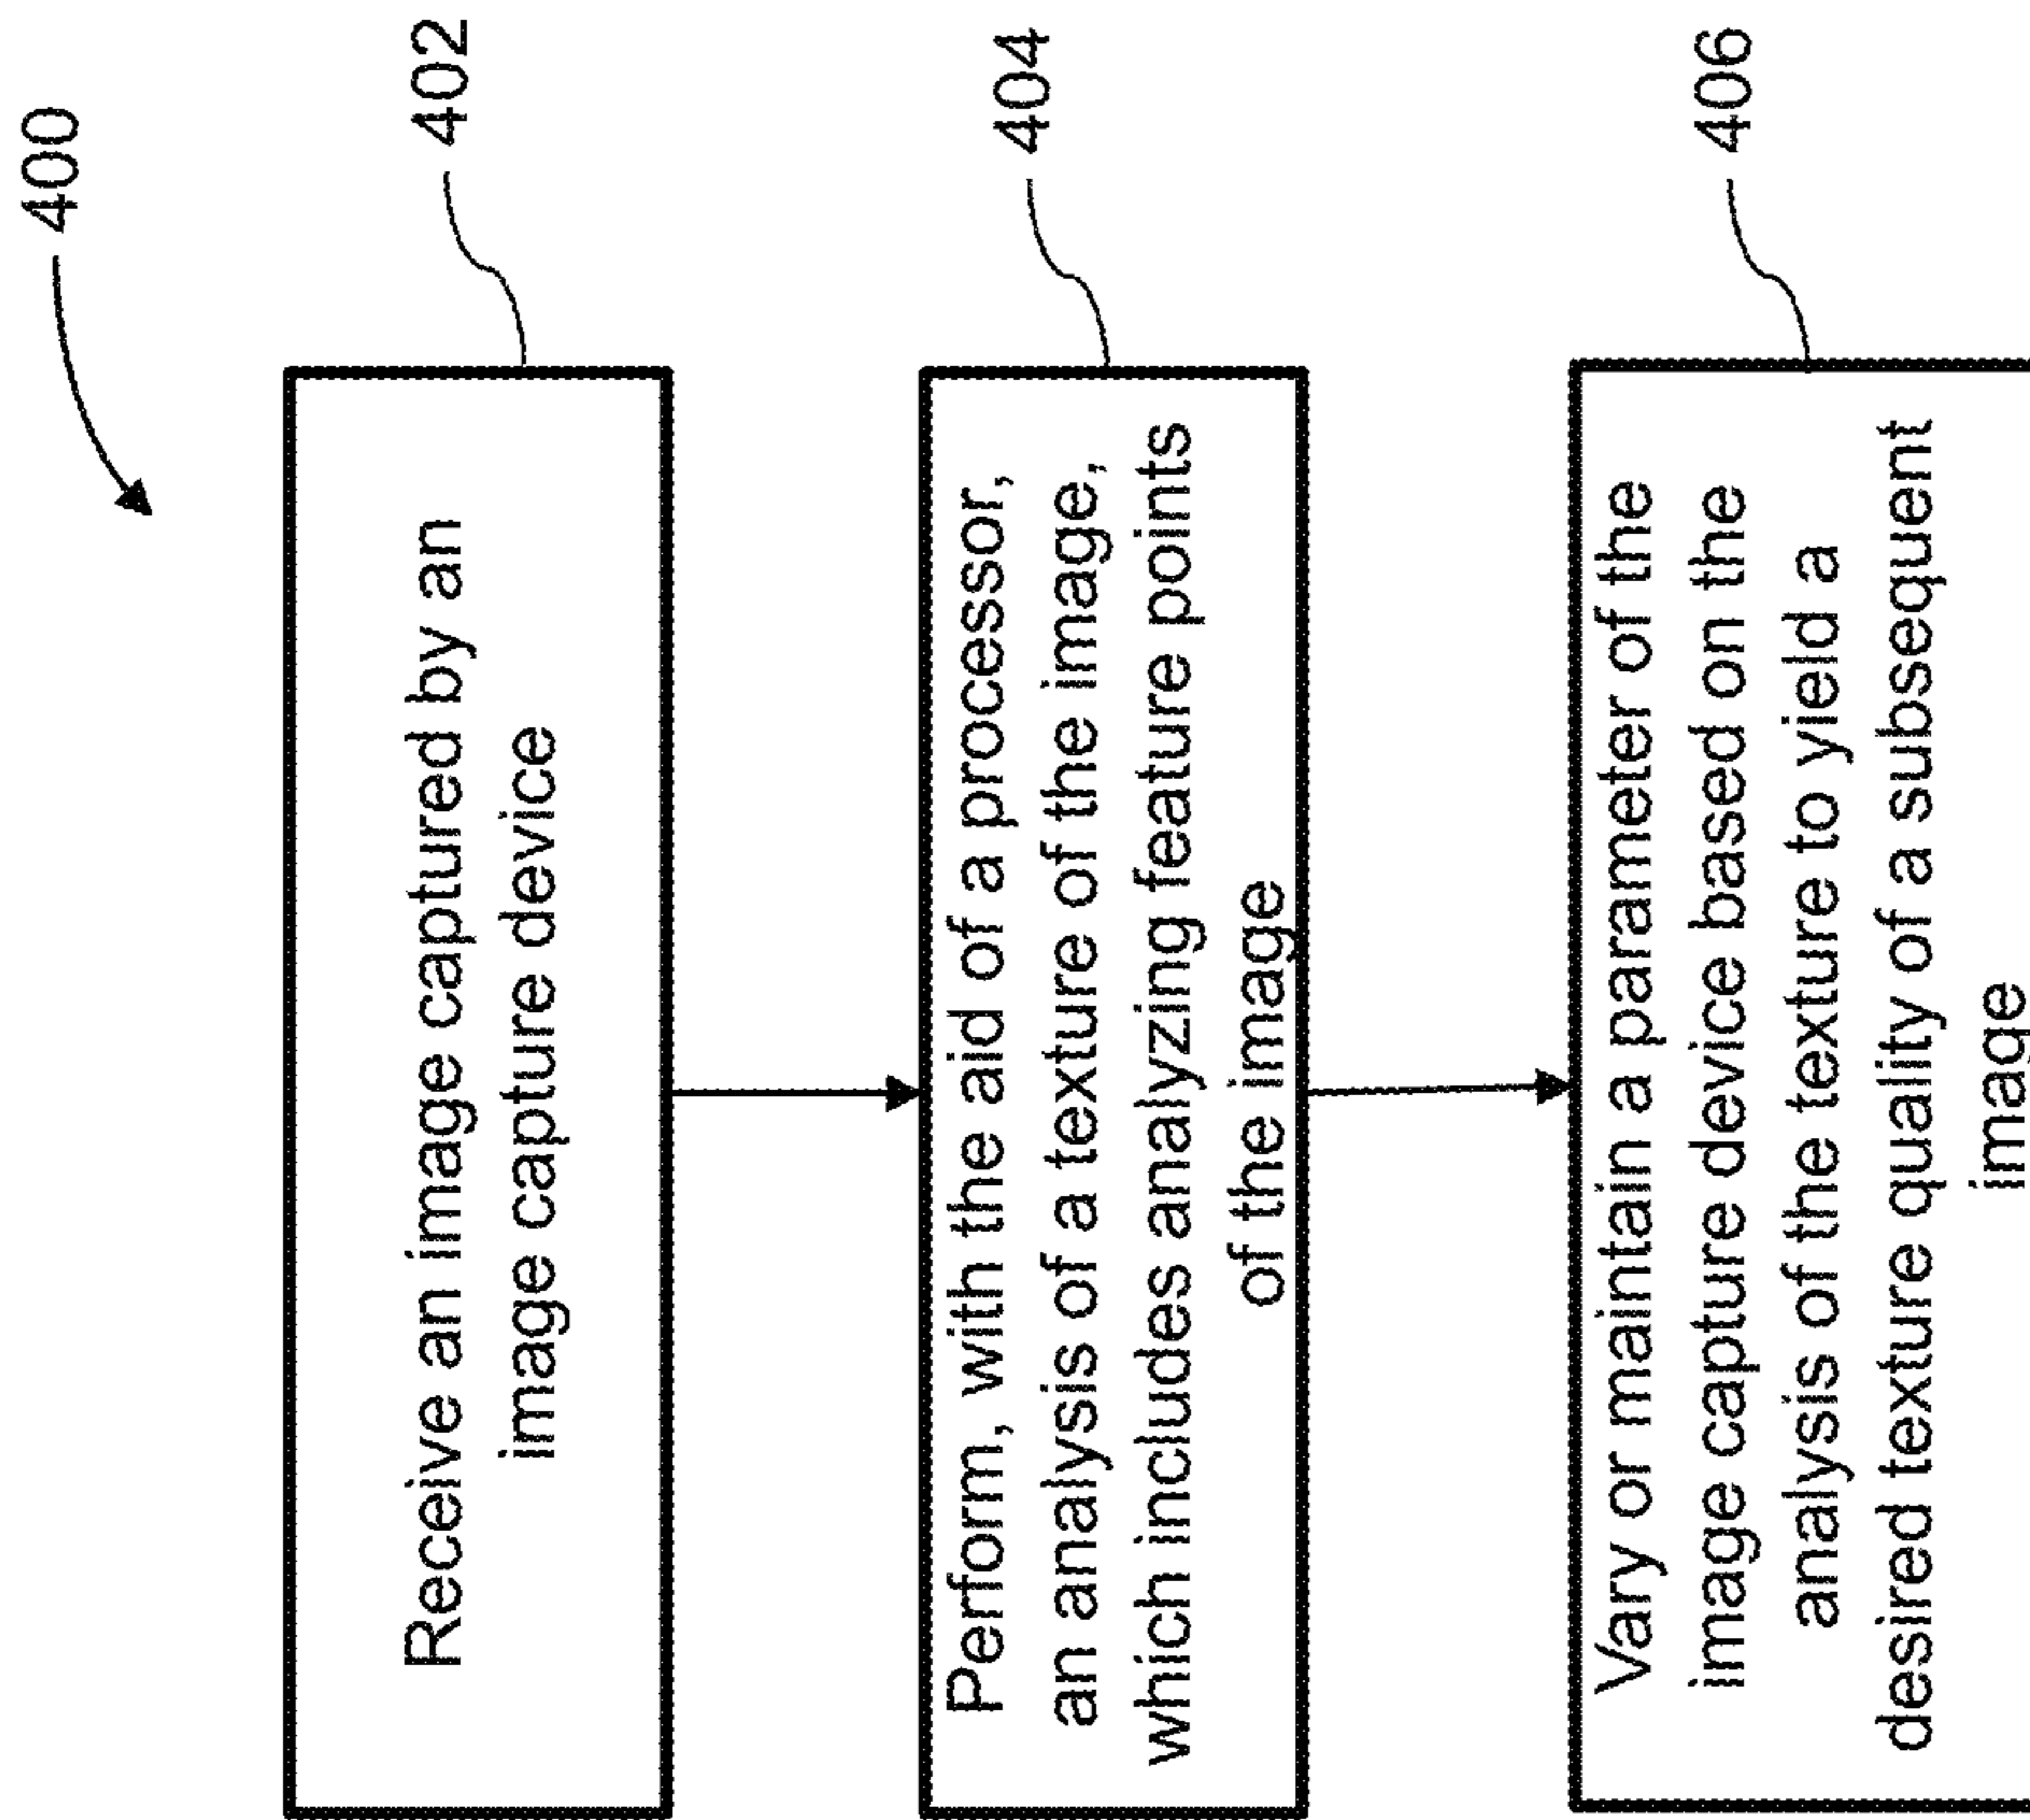 400
402
Receive an image captured by an
image capture device
404
Perform, with the aid of a processor,
an analysis of a texture of the image,
which includes analyzing feature points
of the image
406
Vary or maintain a parameter of the
image capture device based on the
analysis of the texture to yield a
desired texture quality of a subsequent
image